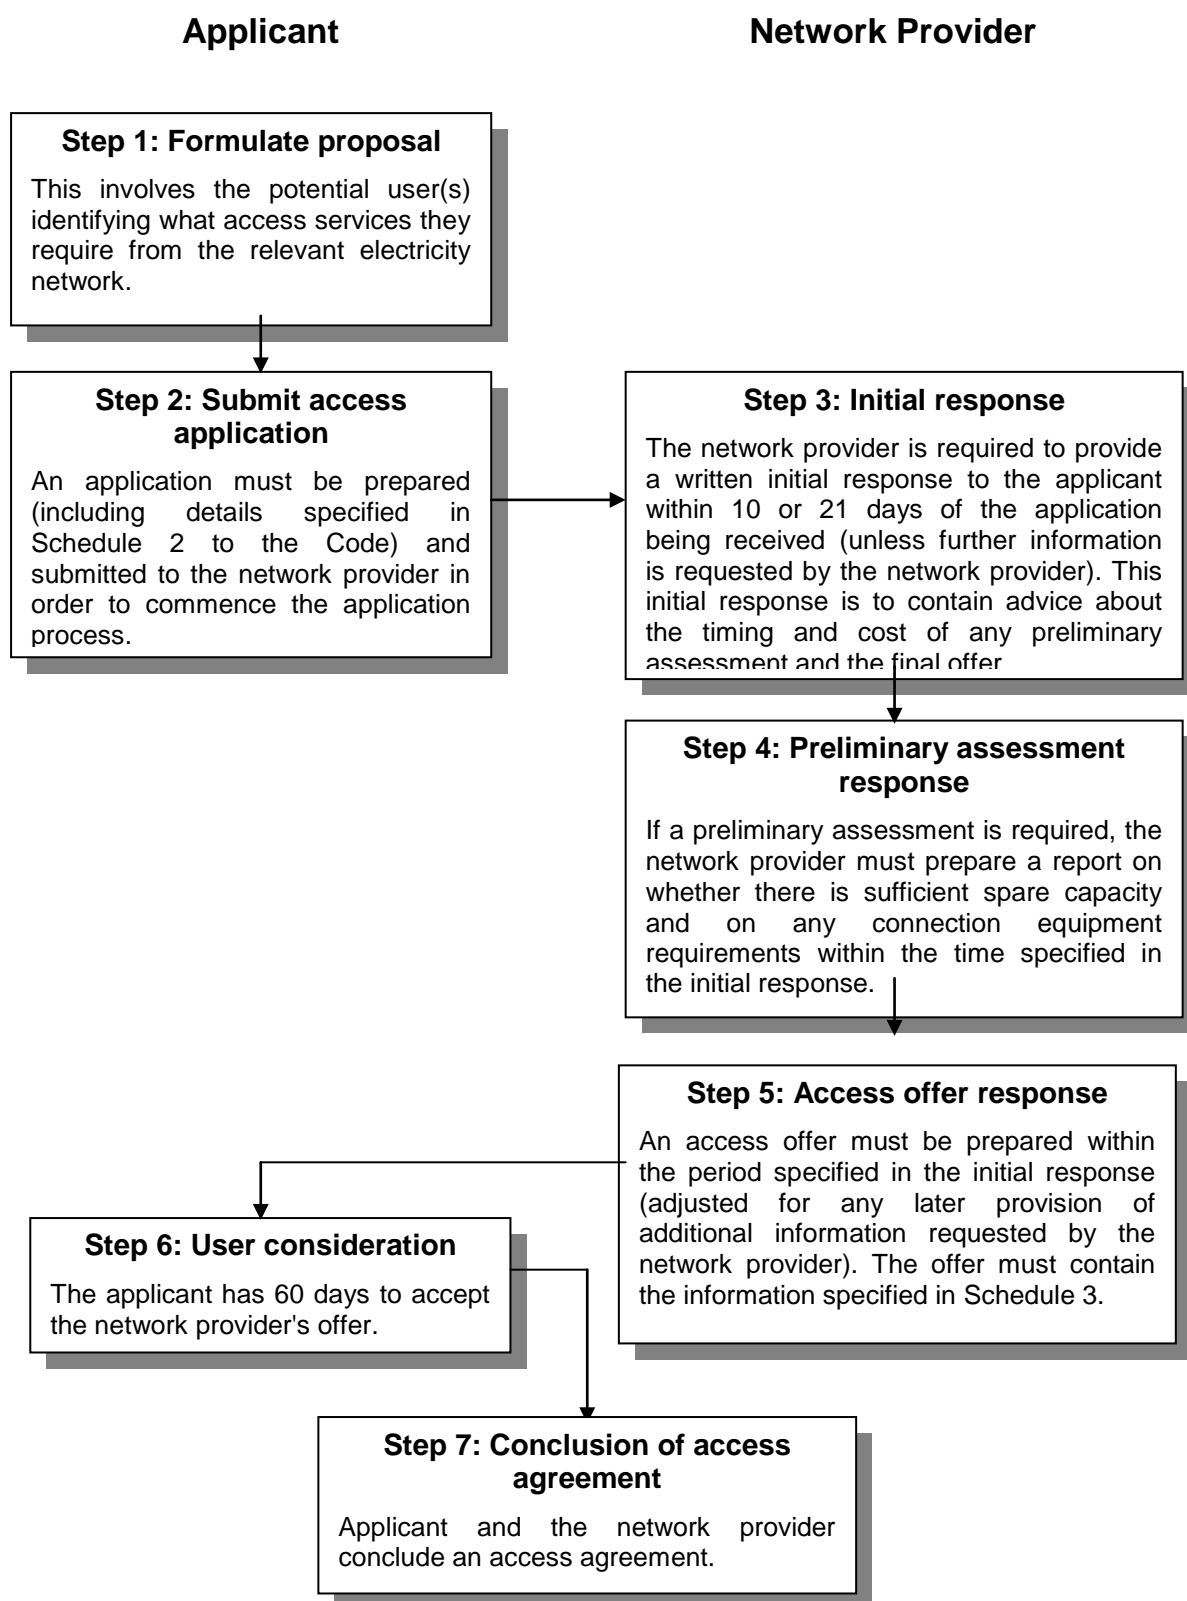 Applicant
Network Provider
Step 1: Formulate proposal
This involves the potential user(s)
identifying what access services they
require from the relevant electricity
network.
Step 2: Submit access
application
An application must be prepared
(including details specified in
Schedule 2 to the Code) and
submitted to the network provider in
order to commence the application
process.
Step 3: Initial response
The network provider is required to provide
a written initial response to the applicant
within 10 or 21 days of the application
being received (unless further information
is requested by the network provider). This
initial response is to contain advice about
the timing and cost of any preliminary
assessment and the final offer
Step 4: Preliminary assessment
response
If a preliminary assessment is required, the
network provider must prepare a report on
whether there is sufficient spare capacity
and on any connection equipment
requirements within the time specified in
the initial response.
Step 5: Access offer response
An access offer must be prepared within
the period specified in the initial response
(adjusted for any later provision of
additional information requested by the
network provider). The offer must contain
the information specified in Schedule 3.
Step 6: User consideration
The applicant has 60 days to accept
the network provider's offer.
Step 7: Conclusion of access
agreement
Applicant and the network provider
conclude an access agreement.